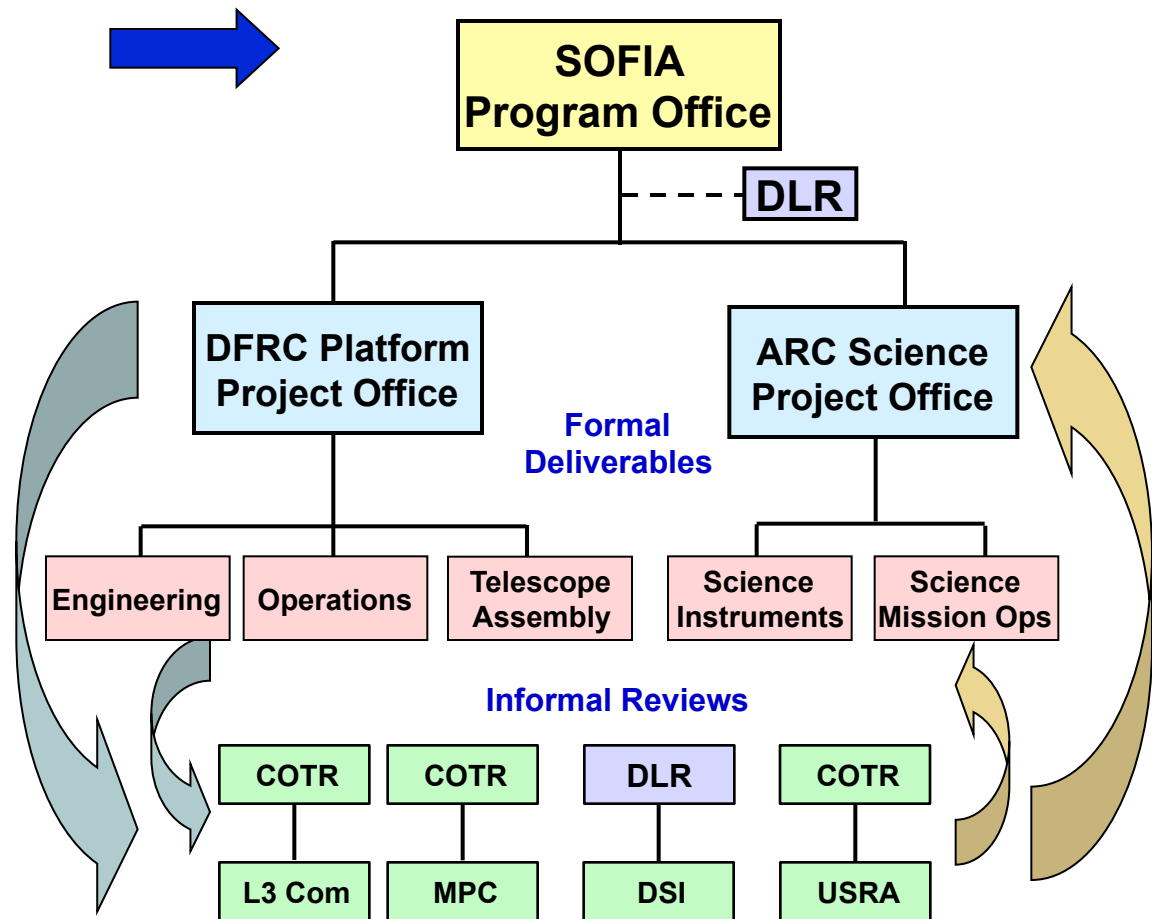 SOFIA
Program Office
DLR
DFRC Platform
Project Office
ARC Science
Project Office
Formal
Deliverables
Engineering
Operations
Telescope
Assembly
Science
Instruments
Science
Mission Ops
Informal Reviews
COTR
COTR
DLR
COTR
L3 Com
MPC
DSI
USRA